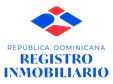 REPÚBLICA DOMINICANA
REGISTRO
INMOBILIARIO